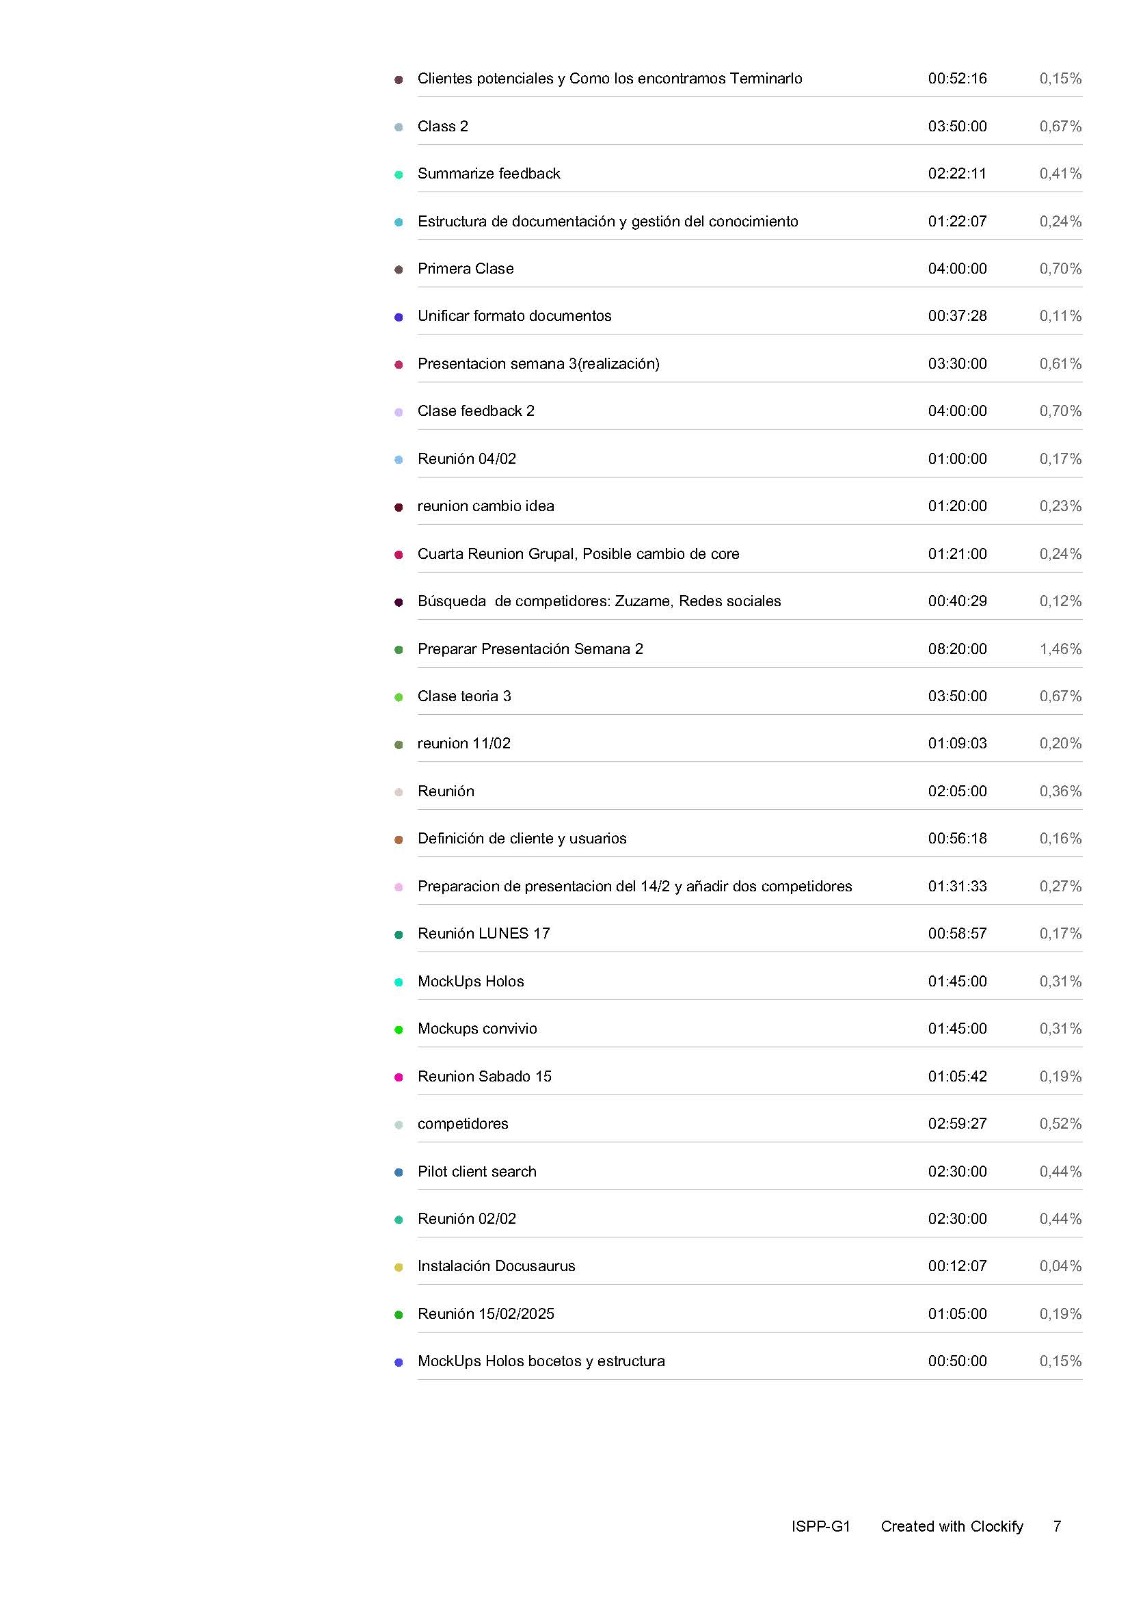 Clientes potenciales y Como los encontramos Terminarlo 00:52:16 0,15%
Class 2 03:50:00 0,67%
Summarize feedback 02:22:11 0,41%
Estructura de documentación y gestión del conocimiento 01:22:07 0,24%
Primera Clase 04:00:00 0,70%
Unificar formato documentos 00:37:28 0,11%
Presentacion semana 3(realización) 03:30:00 0,61%
Clase feedback 2 04:00:00 0,70%
Reunión 04/02 01:00:00 0,17%
reunion cambio idea 01:20:00 0,23%
Cuarta Reunion Grupal, Posible cambio de core 01:21:00 0,24%
Búsqueda  de competidores: Zuzame, Redes sociales 00:40:29 0,12%
Preparar Presentación Semana 2 08:20:00 1,46%
Clase teoria 3 03:50:00 0,67%
reunion 11/02 01:09:03 0,20%
Reunión 02:05:00 0,36%
Definición de cliente y usuarios 00:56:18 0,16%
Preparacion de presentacion del 14/2 y añadir dos competidores 01:31:33 0,27%
Reunión LUNES 17 00:58:57 0,17%
MockUps Holos 01:45:00 0,31%
Mockups convivio 01:45:00 0,31%
Reunion Sabado 15 01:05:42 0,19%
competidores 02:59:27 0,52%
Pilot client search 02:30:00 0,44%
Reunión 02/02 02:30:00 0,44%
Instalación Docusaurus 00:12:07 0,04%
Reunión 15/02/2025 01:05:00 0,19%
MockUps Holos bocetos y estructura 00:50:00 0,15%
ISPP-G1 Created with Clockify 7